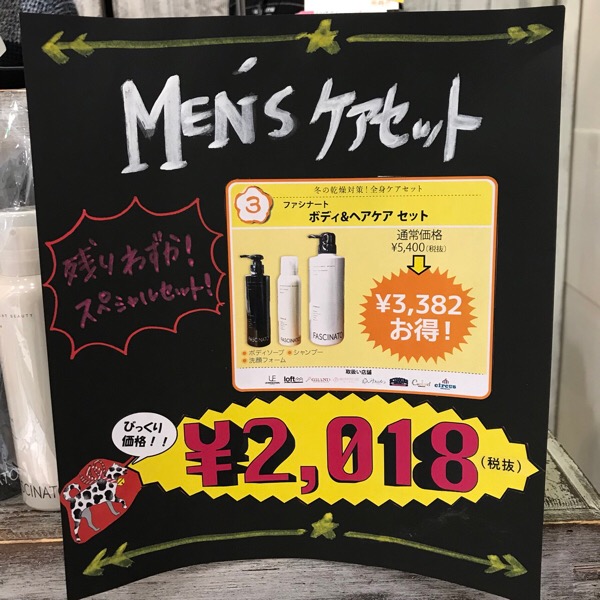 MEN'S ケアセット
残りわずか!
スペシャルセット!
冬の乾燥対策!全身ケアセット
3
ファシナート
ボディ&ヘアケア セット
通常価格
¥5,400(税抜)
¥3,382
お得!
FASCINATO
FASCINATO
FASCINATO
●ボディソープ ●シャンプー
●洗顔フォーム
取扱い店舗
loft
circus
びっくり
価格!!
¥2,018(税抜)
FASCINATO